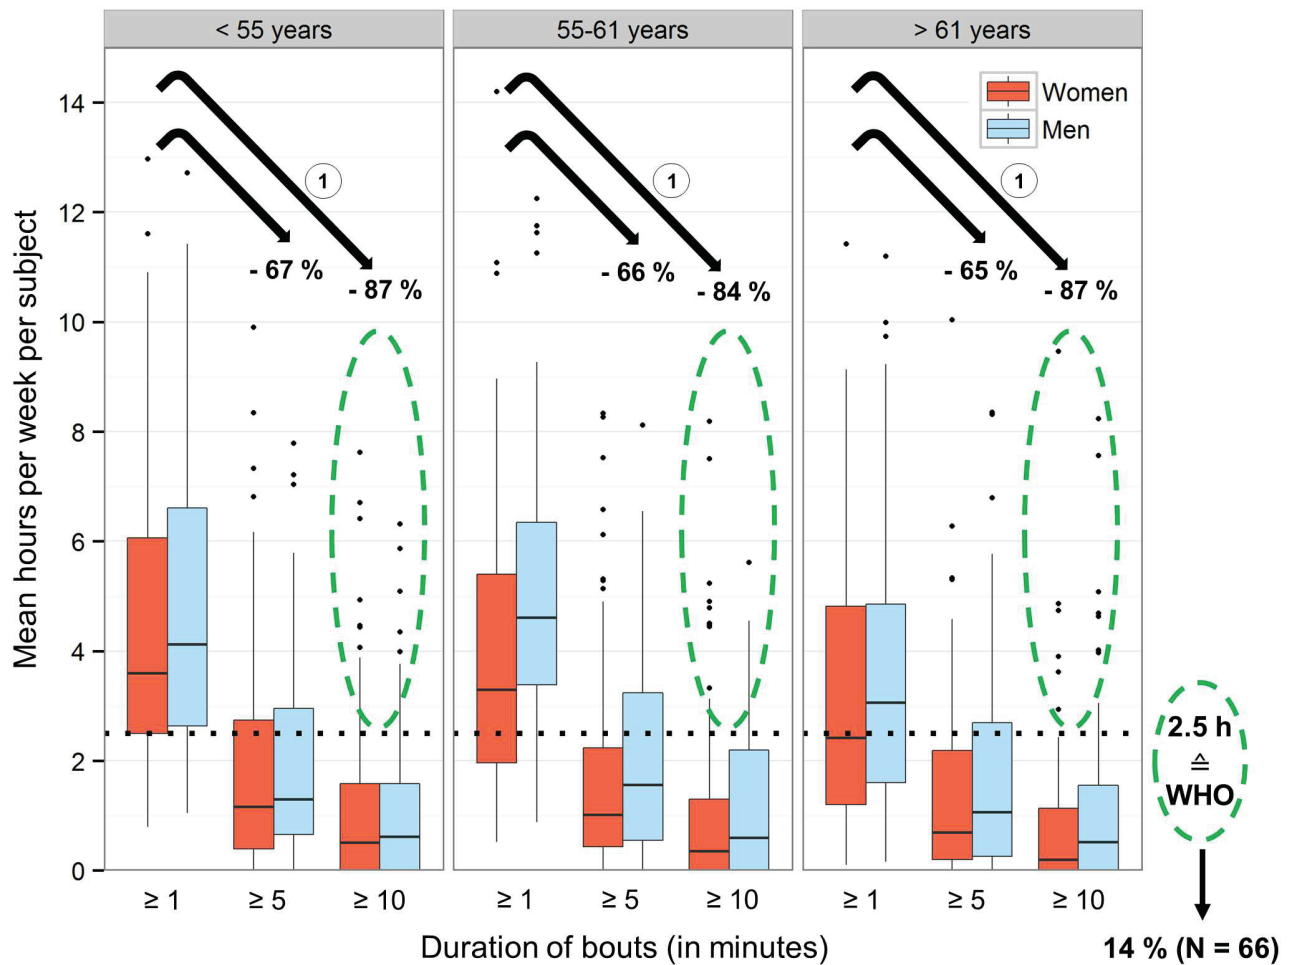 < 55 years
55-61 years
> 61 years
Women
Men
Mean hours per week per subject
14
12
10
8
6
4
2
0
1
- 67 %
- 87 %
1
- 66 %
- 84 %
1
- 65 %
- 87 %
2.5 h
≙
WHO
≥ 1
≥ 5
≥ 10
≥ 1
≥ 5
≥ 10
≥ 1
≥ 5
≥ 10
Duration of bouts (in minutes)
14 % (N = 66)